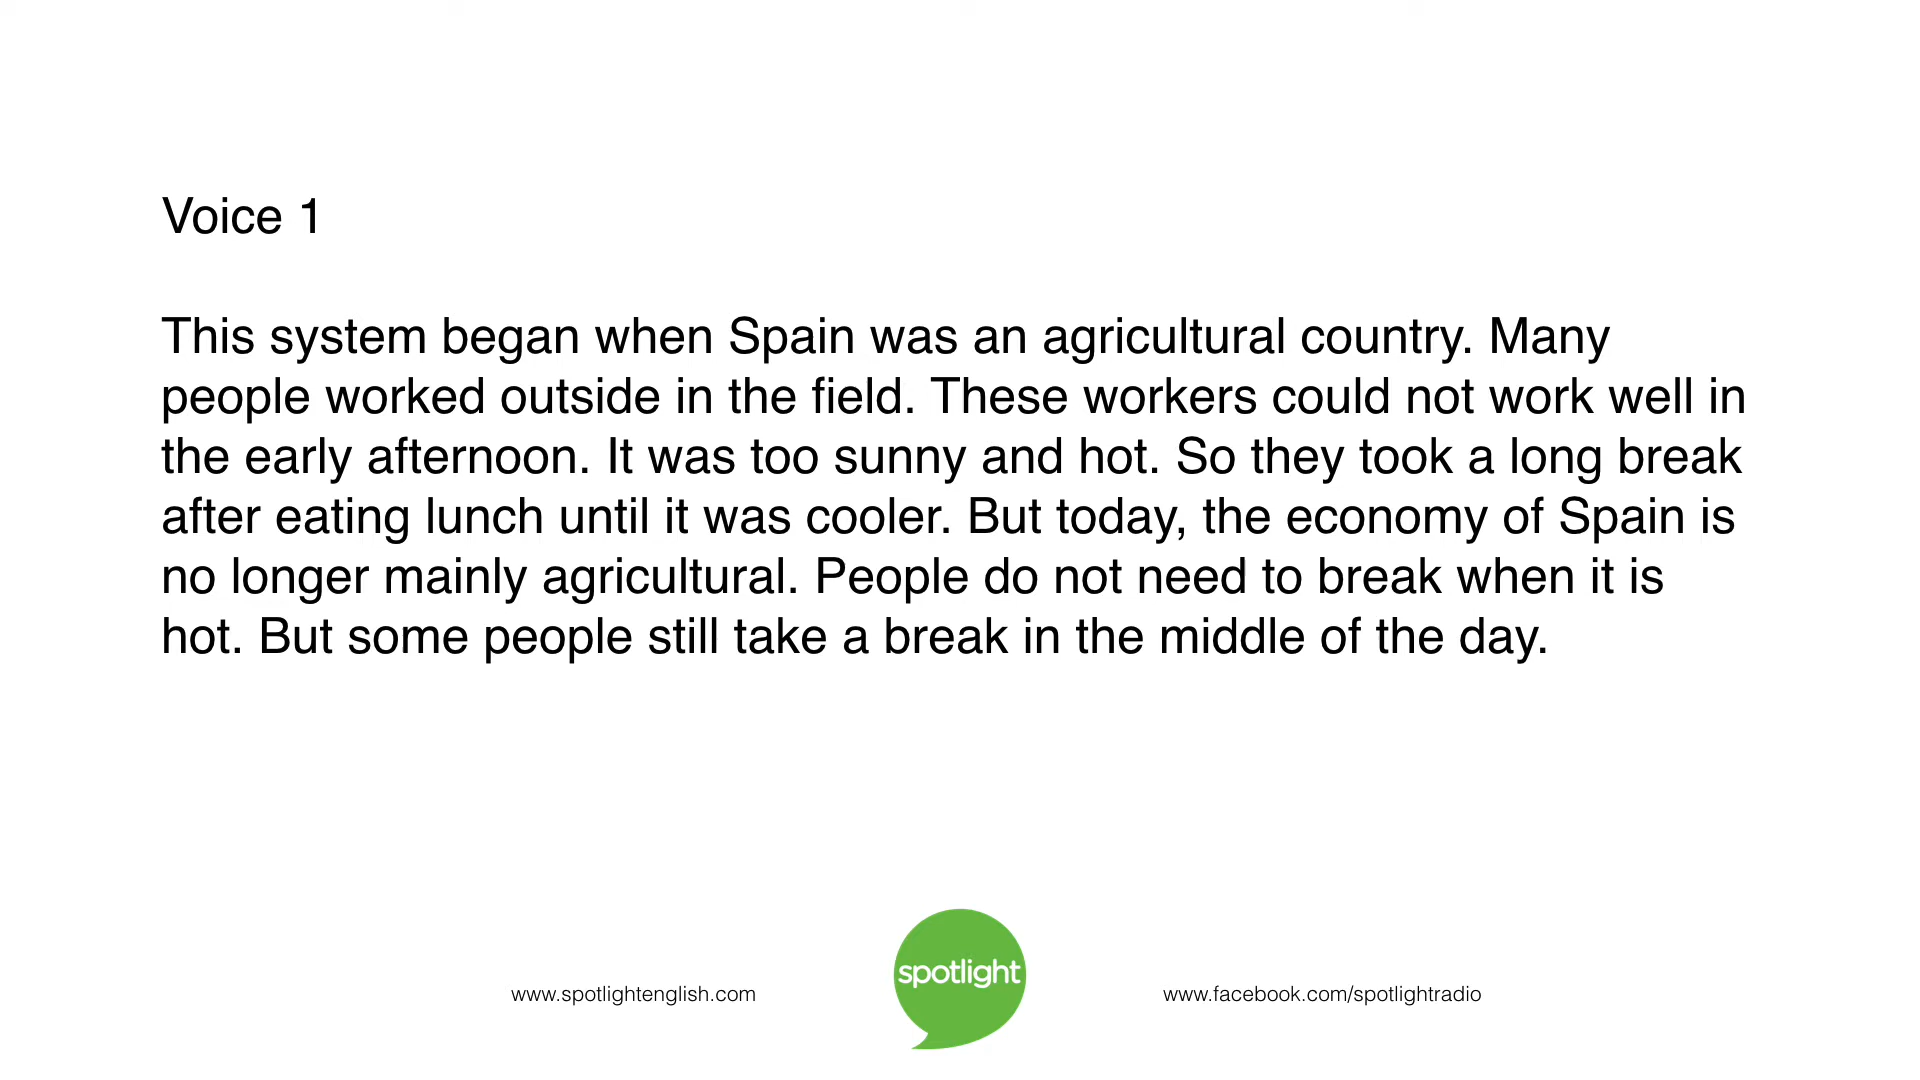 Voice 1
This system began when Spain was an agricultural country. Many
people worked outside in the field. These workers could not work well in
the early afternoon. It was too sunny and hot. So they took a long break
after eating lunch until it was cooler. But today, the economy of Spain is
no longer mainly agricultural. People do not need to break when it is
hot. But some people still take a break in the middle of the day.
spotlight
www.spotlightenglish.com
www.facebook.com/spotlightradio